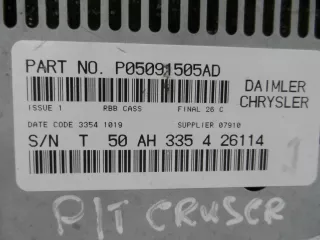 PART NO. P05091505AD
DAIMLER
CHRYSLER
ISSUE 1 RBB CASS FINAL 26 C
DATE CODE 3354 1019 SUPPLIER 07910
S/N T 50 AH 335 4 26114
1
P/T CRUSER